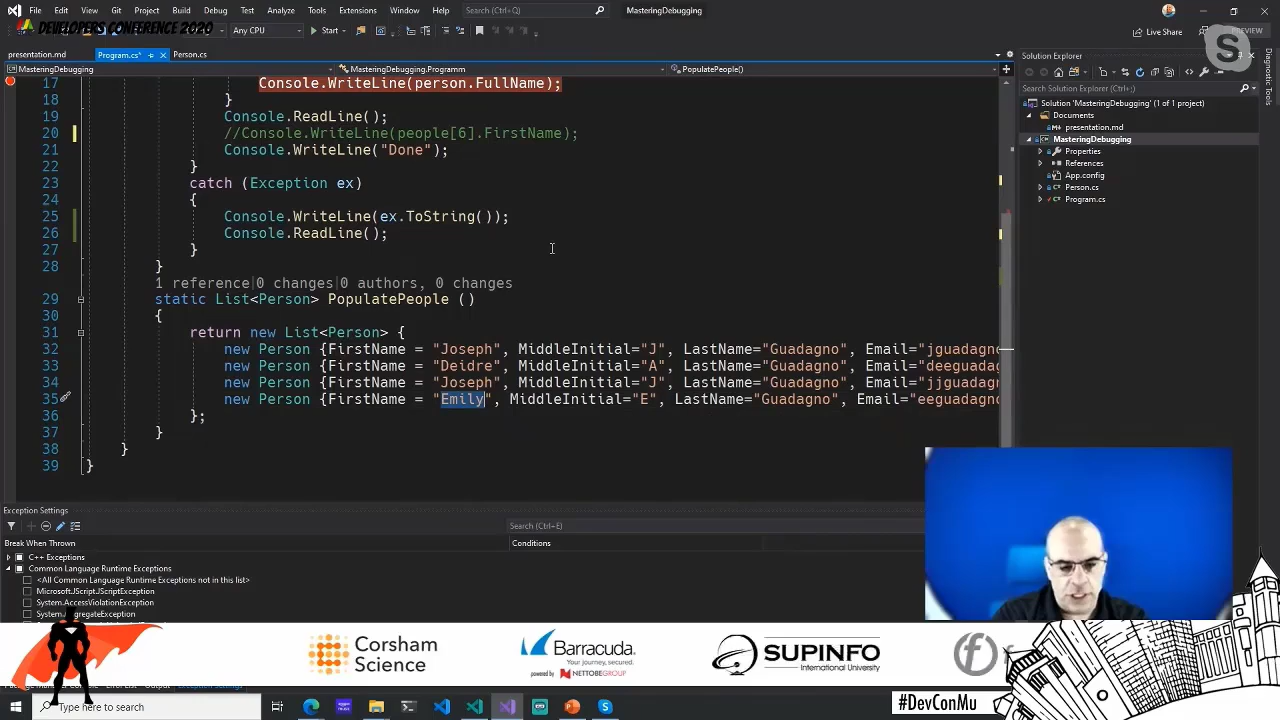 File Edit View Git Project Build Debug Test Analyze Tools Extensions Window Help Search (Ctrl+Q) MasteringDebugging
DEVELOPERS CONFERENCE 2020 Any CPU Start Live Share PREVIEW
presentation.md Program.cs* Person.cs Solution Explorer
MasteringDebugging MasteringDebugging.Programm PopulatePeople()
Search Solution Explorer (Ctrl+;)
Solution 'MasteringDebugging' (1 of 1 project)
Documents
presentation.md
MasteringDebugging
Properties
References
App.config
Person.cs
Program.cs
Diagnostic Tools
17 Console.WriteLine(person.FullName);
18 }
19 Console.ReadLine();
20 //Console.WriteLine(people[6].FirstName);
21 Console.WriteLine("Done");
22 }
23 catch (Exception ex)
24 {
25 Console.WriteLine(ex.ToString());
26 Console.ReadLine();
27 }
28 }
1 reference|0 changes|0 authors, 0 changes
29 static List<Person> PopulatePeople ()
30 {
31 return new List<Person> {
32 new Person {FirstName = "Joseph", MiddleInitial="J", LastName="Guadagno", Email="jguadagno
33 new Person {FirstName = "Deidre", MiddleInitial="A", LastName="Guadagno", Email="deeguadagn
34 new Person {FirstName = "Joseph", MiddleInitial="J", LastName="Guadagno", Email="jjguadagn
35 new Person {FirstName = "Emily", MiddleInitial="E", LastName="Guadagno", Email="eeguadagno
36 };
37 }
38 }
39 }
Exception Settings
Search (Ctrl+E)
Break When Thrown Conditions
C++ Exceptions
Common Language Runtime Exceptions
<All Common Language Runtime Exceptions not in this list>
Microsoft.JScript.JScriptException
System.AccessViolationException
System.AggregateException
Corsham Science
Barracuda
Your journey, secured.
powered by NETTOBEGROUP
SUPINFO
International University
f
Type here to search
#DevConMu